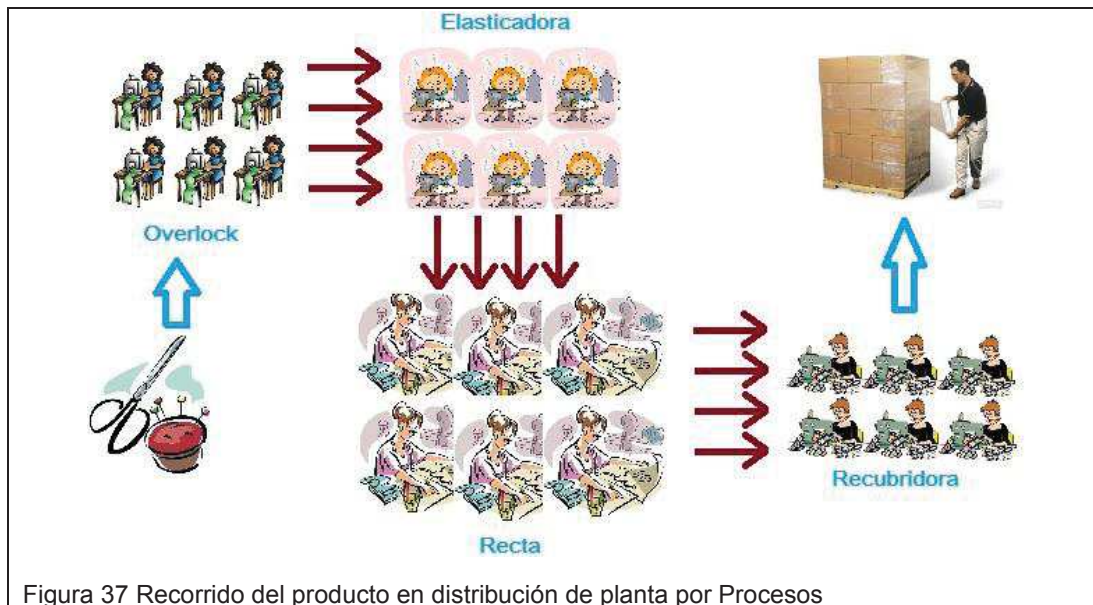 Elasticadora
Overlock
Recta
Recubridora
Figura 37 Recorrido del producto en distribución de planta por Procesos